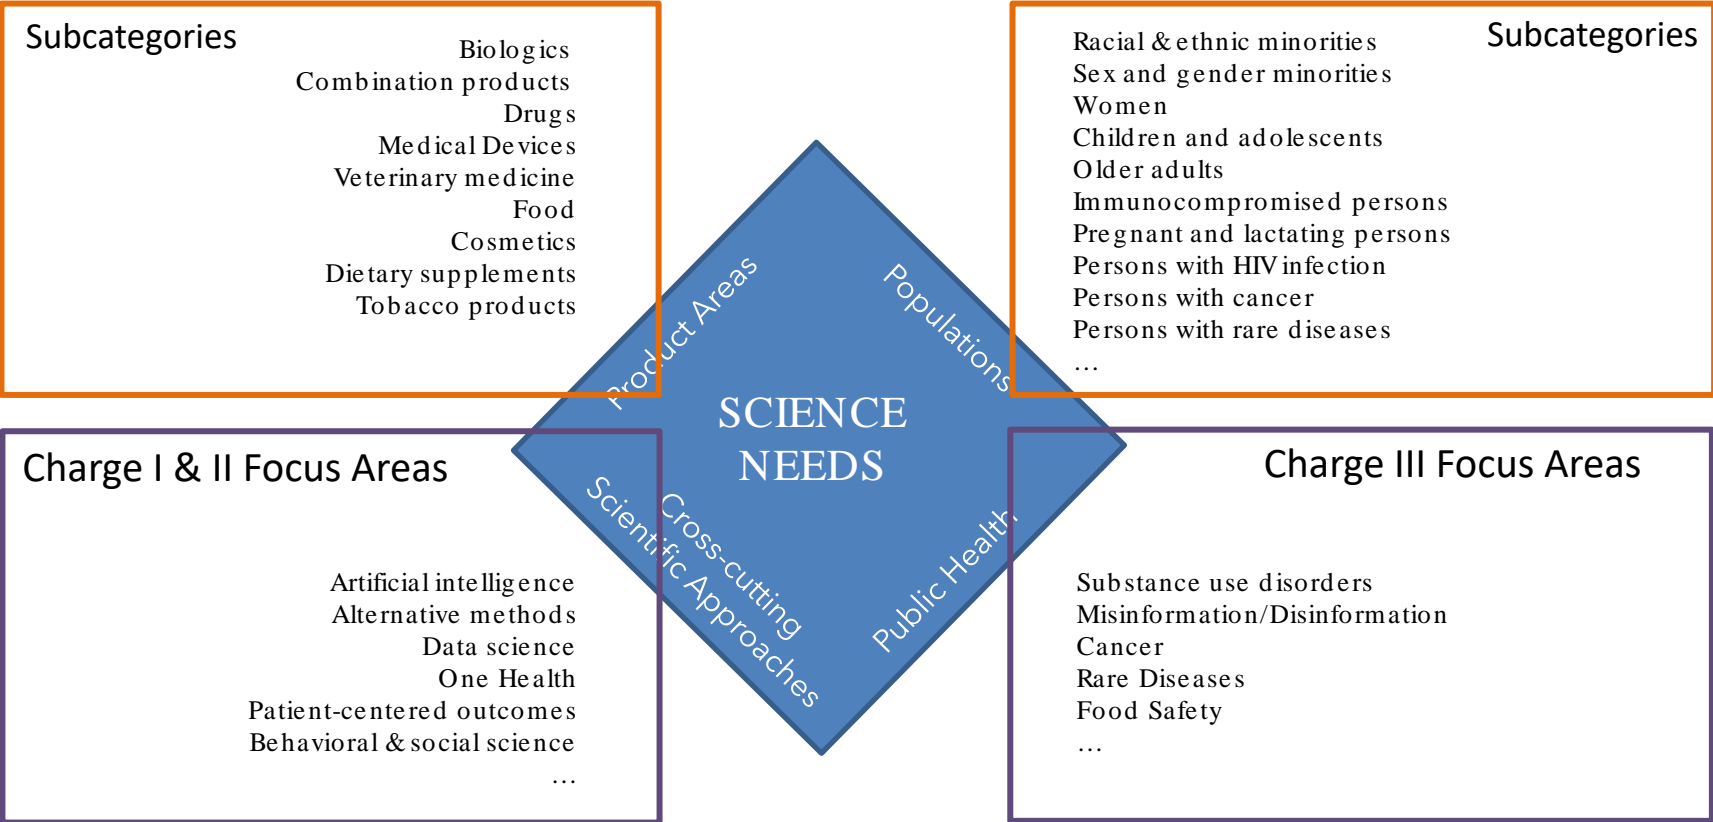 Subcategories
Biologics
Combination products
Drugs
Medical Devices
Veterinary medicine
Food
Cosmetics
Dietary supplements
Tobacco products
Subcategories
Racial & ethnic minorities
Sex and gender minorities
Women
Children and adolescents
Older adults
Immunocompromised persons
Pregnant and lactating persons
Persons with HIV infection
Persons with cancer
Persons with rare diseases
…
Product Areas
Populations
SCIENCE
NEEDS
Cross-cutting
Scientific Approaches
Public Health
Charge I & II Focus Areas
Artificial intelligence
Alternative methods
Data science
One Health
Patient-centered outcomes
Behavioral & social science
…
Charge III Focus Areas
Substance use disorders
Misinformation/Disinformation
Cancer
Rare Diseases
Food Safety
…